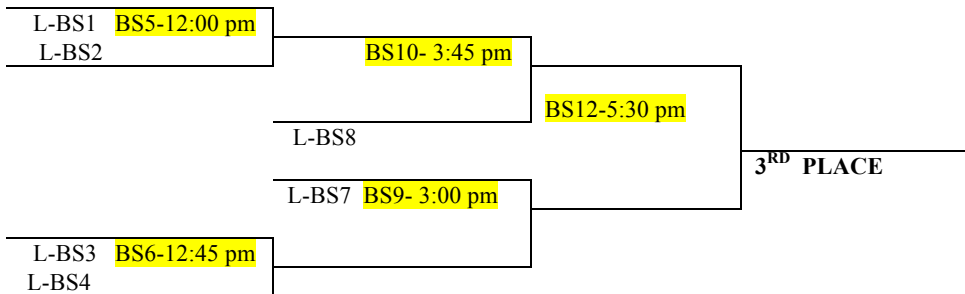 L-BS1 BS5-12:00 pm
L-BS2
BS10- 3:45 pm
BS12-5:30 pm
L-BS8
3RD PLACE
L-BS7 BS9- 3:00 pm
L-BS3 BS6-12:45 pm
L-BS4